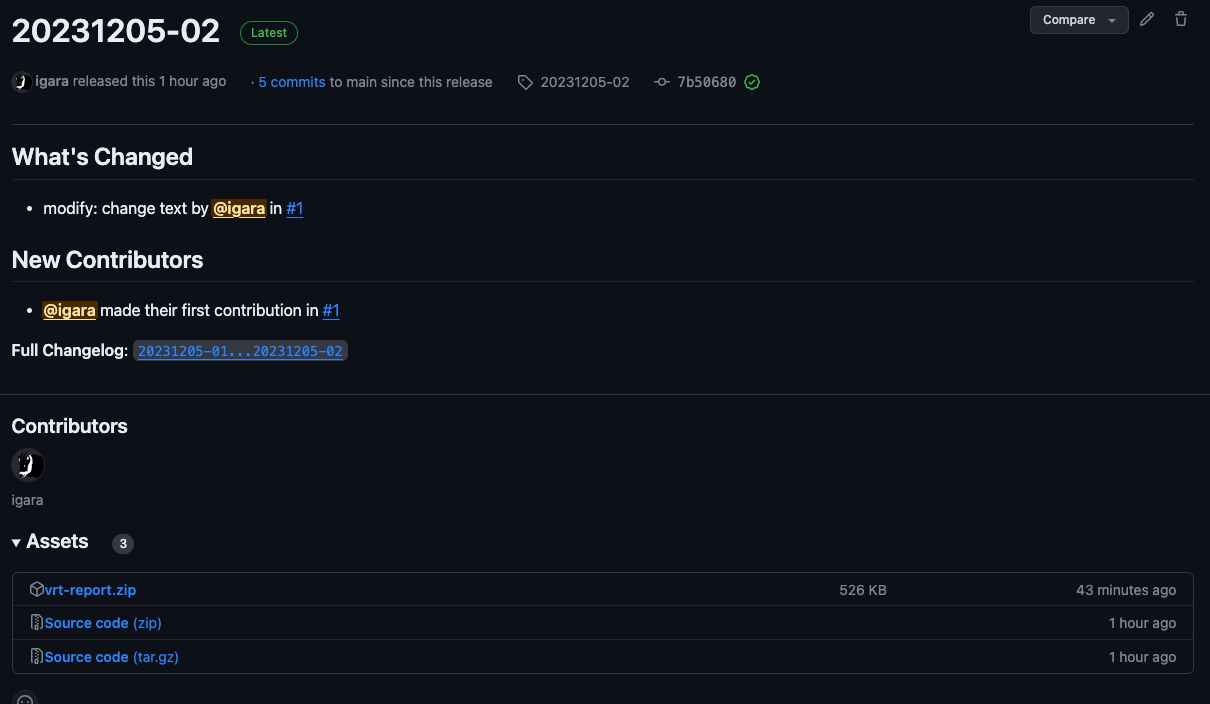 20231205-02 Latest Compare
igara released this 1 hour ago · 5 commits to main since this release 20231205-02 7b50680
What's Changed
• modify: change text by @igara in #1
New Contributors
• @igara made their first contribution in #1
Full Changelog: 20231205-01...20231205-02
Contributors
igara
Assets 3
vrt-report.zip 526 KB 43 minutes ago
Source code (zip) 1 hour ago
Source code (tar.gz) 1 hour ago